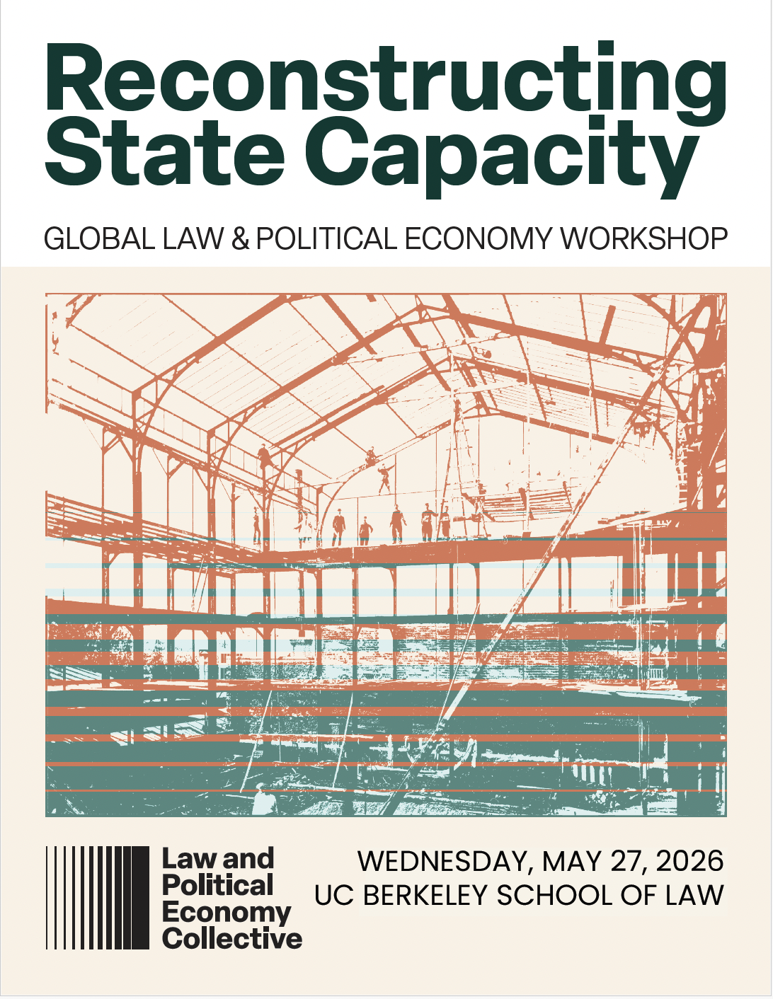 Reconstructing
State Capacity
GLOBAL LAW & POLITICAL ECONOMY WORKSHOP
Law and
Political
Economy
Collective
WEDNESDAY, MAY 27, 2026
UC BERKELEY SCHOOL OF LAW